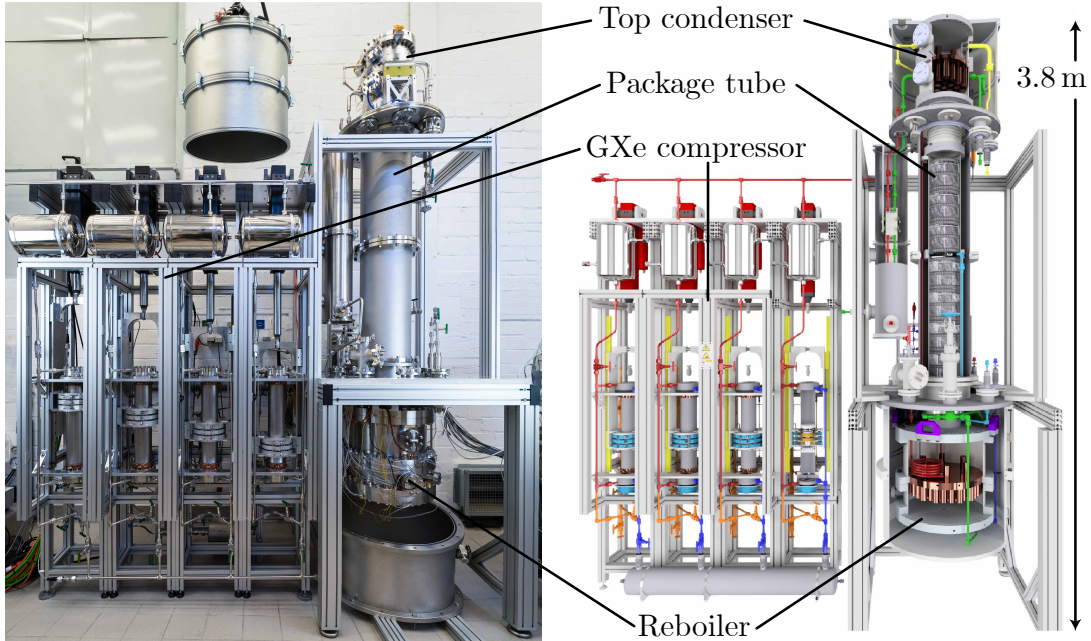 Top condenser
Package tube
3.8 m
GXe compressor
Reboiler